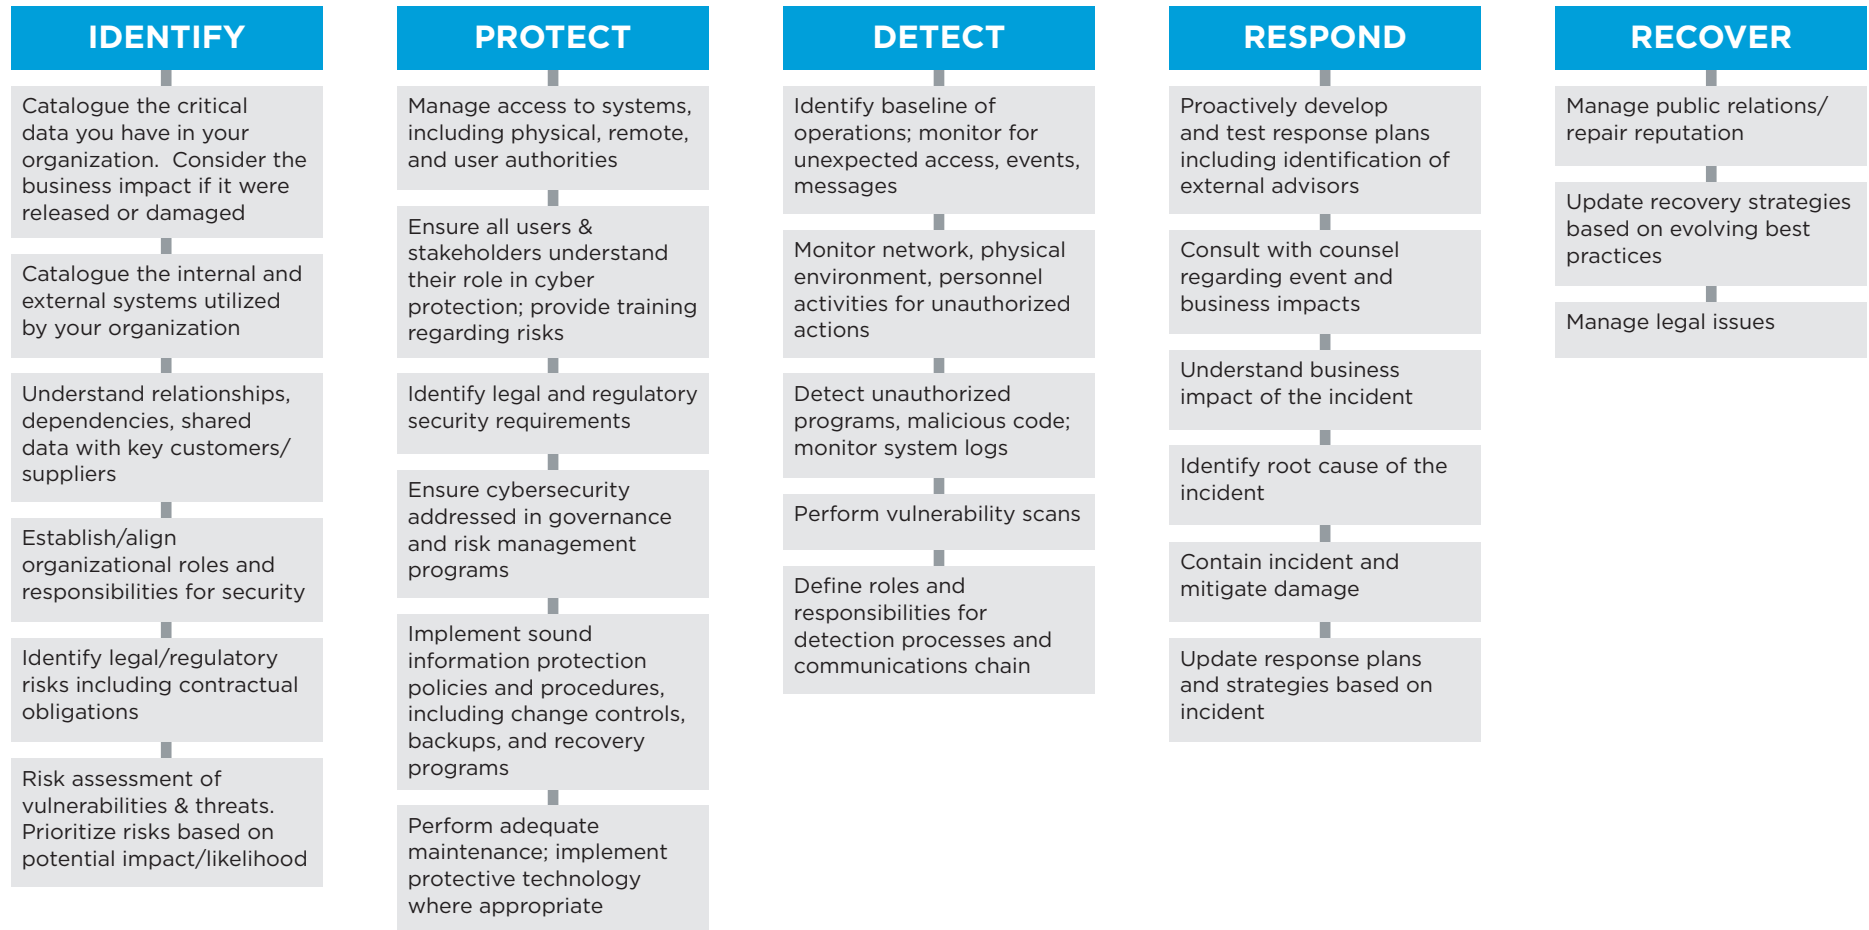 IDENTIFY
Catalogue the critical
data you have in your
organization.  Consider the
business impact if it were
released or damaged
Catalogue the internal and
external systems utilized
by your organization
Understand relationships,
dependencies, shared
data with key customers/
suppliers
Establish/align
organizational roles and
responsibilities for security
Identify legal/regulatory
risks including contractual
obligations
Risk assessment of
vulnerabilities & threats.
Prioritize risks based on
potential impact/likelihood
PROTECT
Manage access to systems,
including physical, remote,
and user authorities
Ensure all users &
stakeholders understand
their role in cyber
protection; provide training
regarding risks
Identify legal and regulatory
security requirements
Ensure cybersecurity
addressed in governance
and risk management
programs
Implement sound
information protection
policies and procedures,
including change controls,
backups, and recovery
programs
Perform adequate
maintenance; implement
protective technology
where appropriate
DETECT
Identify baseline of
operations; monitor for
unexpected access, events,
messages
Monitor network, physical
environment, personnel
activities for unauthorized
actions
Detect unauthorized
programs, malicious code;
monitor system logs
Perform vulnerability scans
Define roles and
responsibilities for
detection processes and
communications chain
RESPOND
Proactively develop
and test response plans
including identification of
external advisors
Consult with counsel
regarding event and
business impacts
Understand business
impact of the incident
Identify root cause of the
incident
Contain incident and
mitigate damage
Update response plans
and strategies based on
incident
RECOVER
Manage public relations/
repair reputation
Update recovery strategies
based on evolving best
practices
Manage legal issues